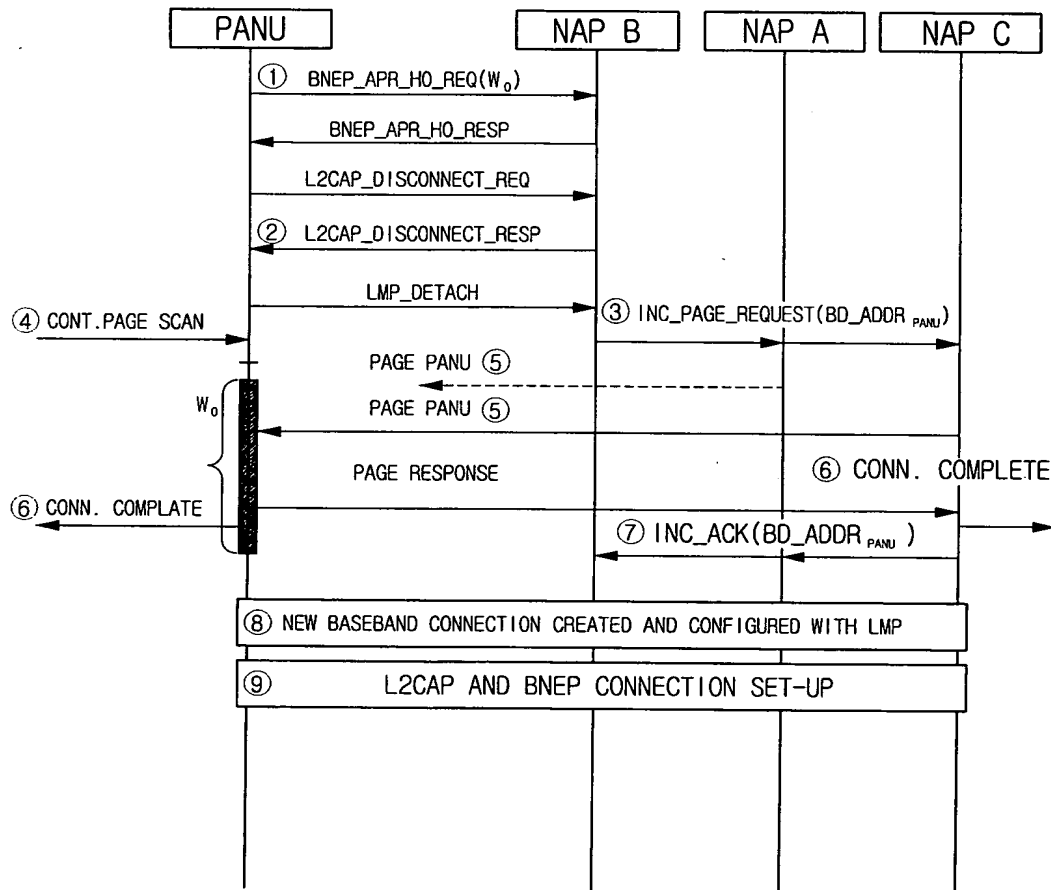 PANU NAP B NAP A NAP C
① BNEP_APR_HO_REQ(W₀)
BNEP_APR_HO_RESP
L2CAP_DISCONNECT_REQ
② L2CAP_DISCONNECT_RESP
LMP_DETACH
③ INC_PAGE_REQUEST(BD_ADDR PANU)
④ CONT.PAGE SCAN
PAGE PANU ⑤
W₀
PAGE PANU ⑤
PAGE RESPONSE
⑥ CONN. COMPLETE
⑥ CONN. COMPLATE
⑦ INC_ACK(BD_ADDR PANU )
⑧ NEW BASEBAND CONNECTION CREATED AND CONFIGURED WITH LMP
⑨ L2CAP AND BNEP CONNECTION SET-UP